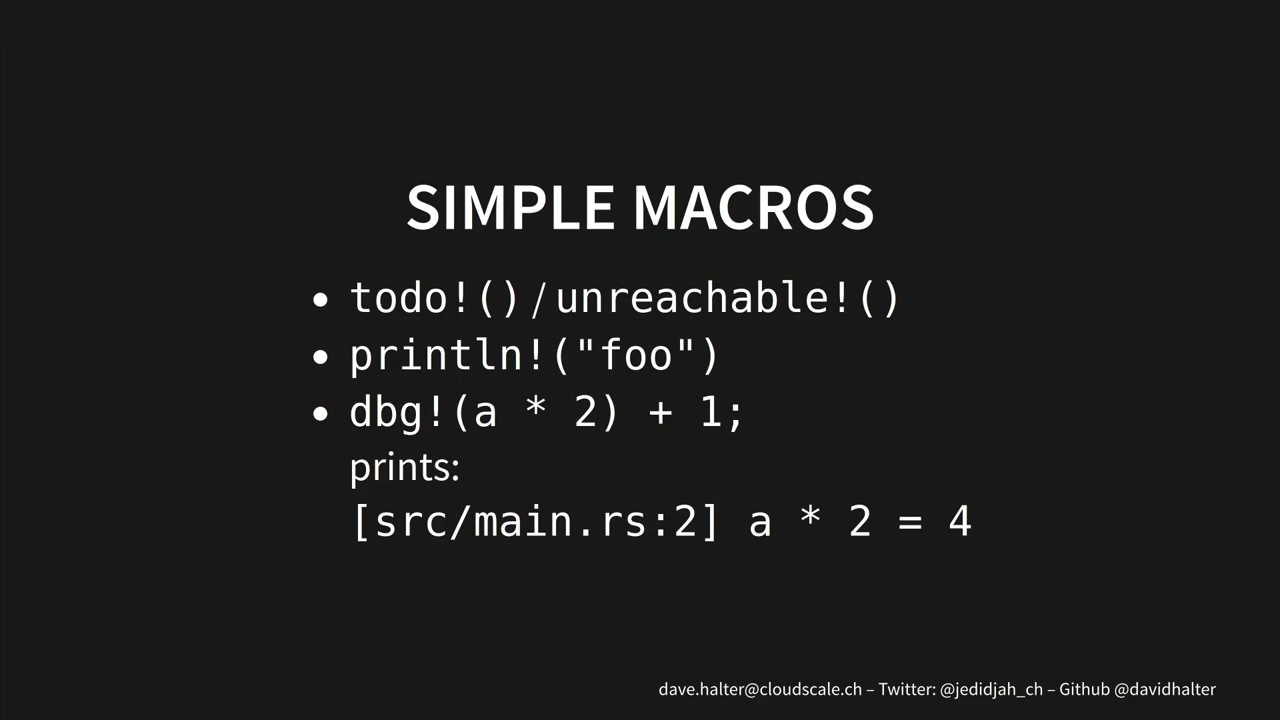 SIMPLE MACROS
• todo!()/unreachable!()
• println!("foo")
• dbg!(a * 2) + 1;
prints:
[src/main.rs:2] a * 2 = 4
dave.halter@cloudscale.ch – Twitter: @jedidjah_ch – Github @davidhalter